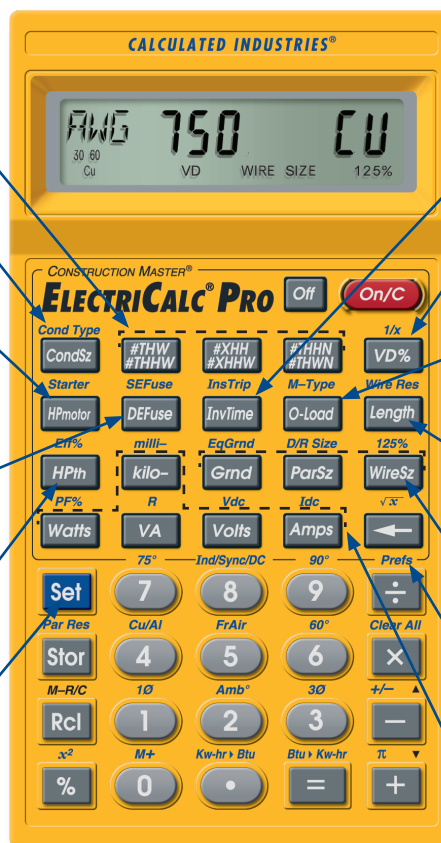 CALCULATED INDUSTRIES®
AWG 750 CU
30 60
Cu VD WIRE SIZE 125%
CONSTRUCTION MASTER®
ELECTRICALC® PRO Off On/C
Cond Type 1/x
CondSz #THW #THHW #XHH #XHHW #THHN #THWN VD%
Starter SEFuse InsTrip M-Type Wire Res
HPmotor DEFuse InvTime O-Load Length
Eff% milli- EqGrnd D/R Size 125%
HPth kilo- Grnd ParSz WireSz
PF% R Vdc Idc √x
Watts VA Volts Amps
75° Ind/Sync/DC 90° Prefs
Set 7 8 9 ÷
Par Res Cu/Al FrAir 60° Clear All
Stor 4 5 6 ×
M-R/C 1Ø Amb° 3Ø +/− ▲
Rcl 1 2 3 −
x² M+ Kw-hr▸Btu Btu▸Kw-hr π ▼
% 0 • = +